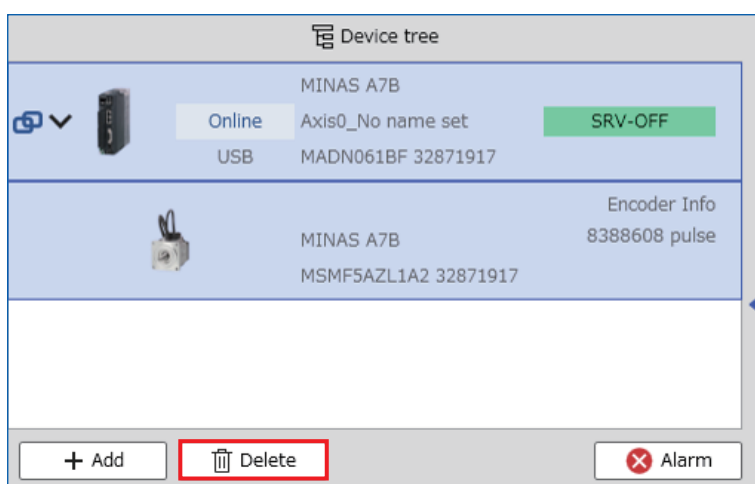 Device tree
MINAS A7B
Online Axis0_No name set SRV-OFF
USB MADN061BF 32871917
Encoder Info
MINAS A7B 8388608 pulse
MSMF5AZL1A2 32871917
+ Add Delete Alarm